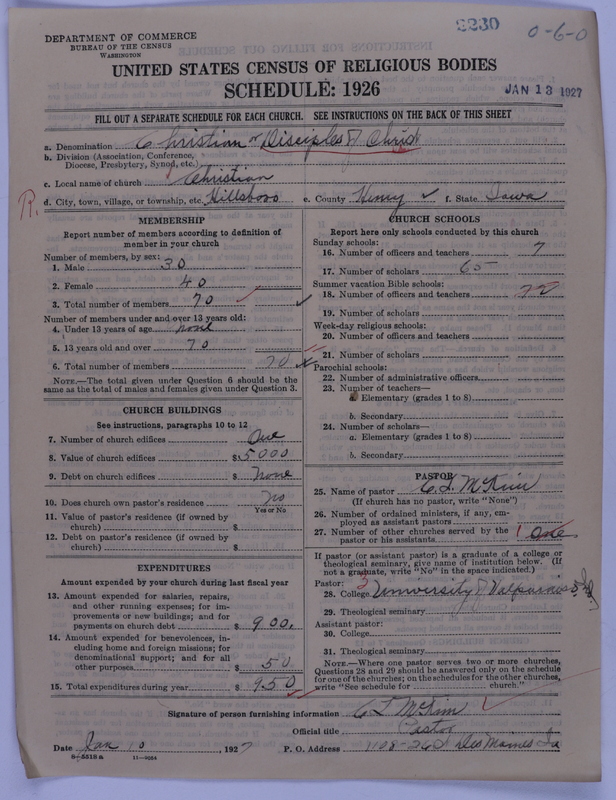 2230
0-6-0
DEPARTMENT OF COMMERCE
BUREAU OF THE CENSUS
WASHINGTON
UNITED STATES CENSUS OF RELIGIOUS BODIES
SCHEDULE: 1926
JAN 13 1927
FILL OUT A SEPARATE SCHEDULE FOR EACH CHURCH. SEE INSTRUCTIONS ON THE BACK OF THIS SHEET
a. Denomination Christian or Disciples of Christ
b. Division (Association, Conference,
Diocese, Presbytery, Synod, etc.)
c. Local name of church Christian
R. d. City, town, village, or township, etc. Hillsboro e. County Henry ✓ f. State Iowa
MEMBERSHIP
Report number of members according to definition of
member in your church
Number of members, by sex:
1. Male 30
2. Female 40
3. Total number of members 70
Number of members under and over 13 years old:
4. Under 13 years of age none
5. 13 years old and over 70
6. Total number of members 70
NOTE.—The total given under Question 6 should be the
same as the total of males and females given under Question 3.
CHURCH BUILDINGS
See instructions, paragraphs 10 to 12
7. Number of church edifices One
8. Value of church edifices $ 5000
9. Debt on church edifices $ None
10. Does church own pastor's residence No
Yes or No
11. Value of pastor's residence (if owned by
church) $
12. Debt on pastor's residence (if owned by
church) $
EXPENDITURES
Amount expended by your church during last fiscal year
13. Amount expended for salaries, repairs,
and other running expenses; for im-
provements or new buildings; and for
payments on church debt $ 900.
14. Amount expended for benevolences, in-
cluding home and foreign missions; for
denominational support; and for all
other purposes $ 50
15. Total expenditures during year $ 950
CHURCH SCHOOLS
Report here only schools conducted by this church
Sunday schools:
16. Number of officers and teachers 7
17. Number of scholars 65
Summer vacation Bible schools:
18. Number of officers and teachers 72
19. Number of scholars
Week-day religious schools:
20. Number of officers and teachers
21. Number of scholars
Parochial schools:
22. Number of administrative officers
23. Number of teachers—
a. Elementary (grades 1 to 8)
b. Secondary
24. Number of scholars—
a. Elementary (grades 1 to 8)
b. Secondary
PASTOR
25. Name of pastor C. L. McKim
(If church has no pastor, write "None")
26. Number of ordained ministers, if any, em-
ployed as assistant pastors
27. Number of other churches served by the
pastor or his assistants 1 One
If pastor (or assistant pastor) is a graduate of a college or
theological seminary, give name of institution below. (If
not a graduate, write "No" in the space indicated.)
Pastor: 3
28. College University of Valparaiso Ind.
29. Theological seminary
Assistant pastor:
30. College
31. Theological seminary
NOTE.—Where one pastor serves two or more churches,
Questions 28 and 29 should be answered only on the schedule
for one of the churches; on the schedules for the other churches,
write "See schedule for church."
Signature of person furnishing information C L McKim
Official title Pastor
Date Jan 10, 1927 P. O. Address 1108-26th Des Moines Ia
8—5518a 11—902A